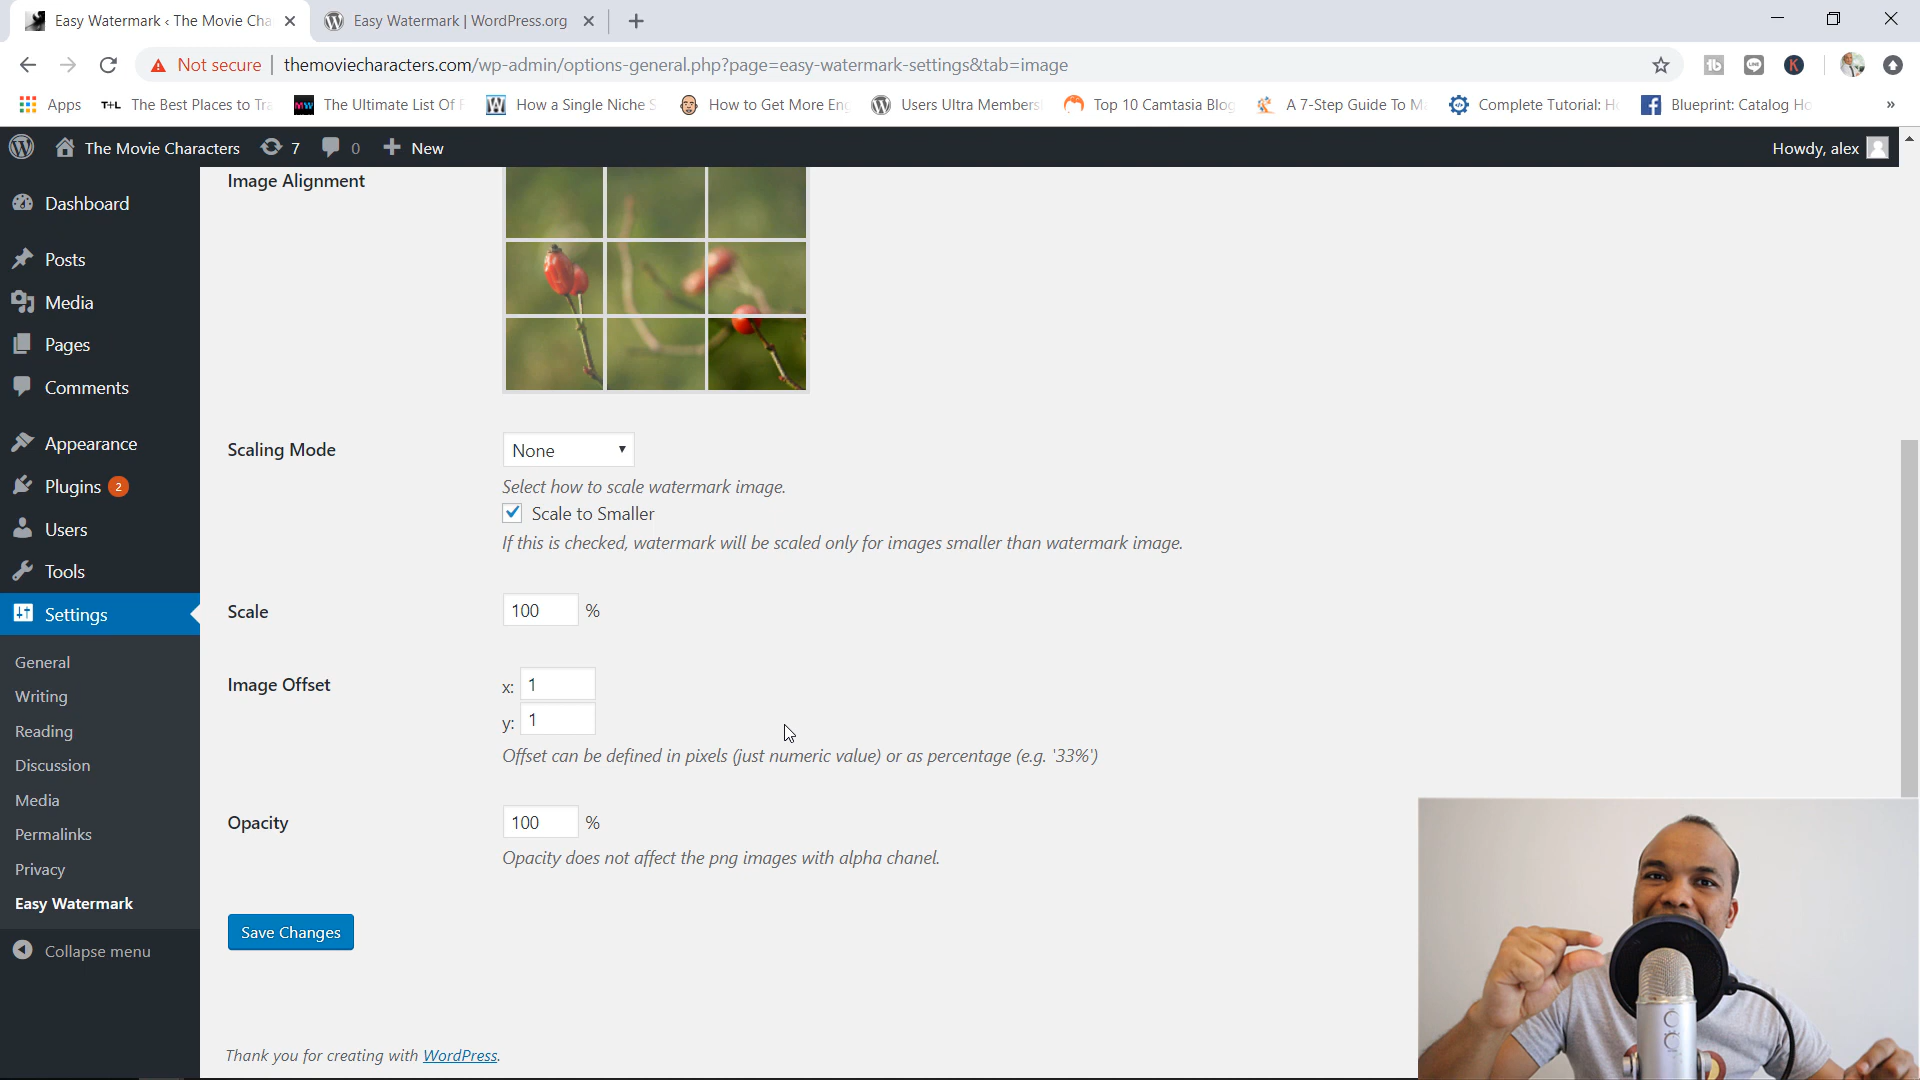 Easy Watermark ‹ The Movie Cha
Easy Watermark | WordPress.org
Not secure
themoviecharacters.com/wp-admin/options-general.php?page=easy-watermark-settings&tab=image
Apps
T+L The Best Places to Tra
MW The Ultimate List Of F
How a Single Niche S
How to Get More Eng
Users Ultra Members
Top 10 Camtasia Blog
A 7-Step Guide To Ma
Complete Tutorial: Ho
Blueprint: Catalog Ho
»
The Movie Characters
7
0
New
Howdy, alex
Dashboard
Posts
Media
Pages
Comments
Appearance
Plugins 2
Users
Tools
Settings
General
Writing
Reading
Discussion
Media
Permalinks
Privacy
Easy Watermark
Collapse menu
Image Alignment
Scaling Mode
None
Select how to scale watermark image.
Scale to Smaller
If this is checked, watermark will be scaled only for images smaller than watermark image.
Scale
100 %
Image Offset
x: 1
y: 1
Offset can be defined in pixels (just numeric value) or as percentage (e.g. '33%')
Opacity
100 %
Opacity does not affect the png images with alpha chanel.
Save Changes
Thank you for creating with WordPress.